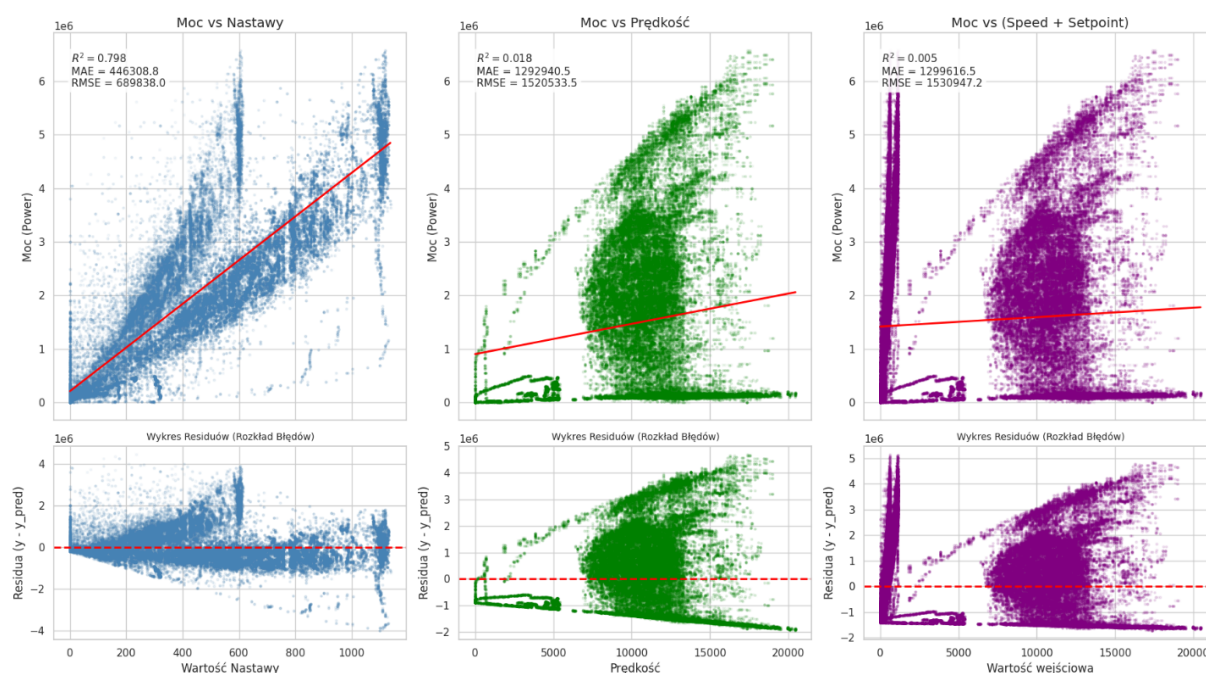 Moc vs Nastawy
1e6
R² = 0.798
MAE = 446308.8
RMSE = 689838.0
Moc (Power)
6
5
4
3
2
1
0
Moc vs Prędkość
1e6
R² = 0.018
MAE = 1292940.5
RMSE = 1520533.5
Moc (Power)
6
5
4
3
2
1
0
Moc vs (Speed + Setpoint)
1e6
R² = 0.005
MAE = 1299616.5
RMSE = 1530947.2
Moc (Power)
6
5
4
3
2
1
0
Wykres Residuów (Rozkład Błędów)
1e6
Residua (y - y_pred)
4
2
0
−2
−4
0
200
400
600
800
1000
Wartość Nastawy
Wykres Residuów (Rozkład Błędów)
1e6
Residua (y - y_pred)
5
4
3
2
1
0
−1
−2
0
5000
10000
15000
20000
Prędkość
Wykres Residuów (Rozkład Błędów)
1e6
Residua (y - y_pred)
5
4
3
2
1
0
−1
−2
0
5000
10000
15000
20000
Wartość wejściowa